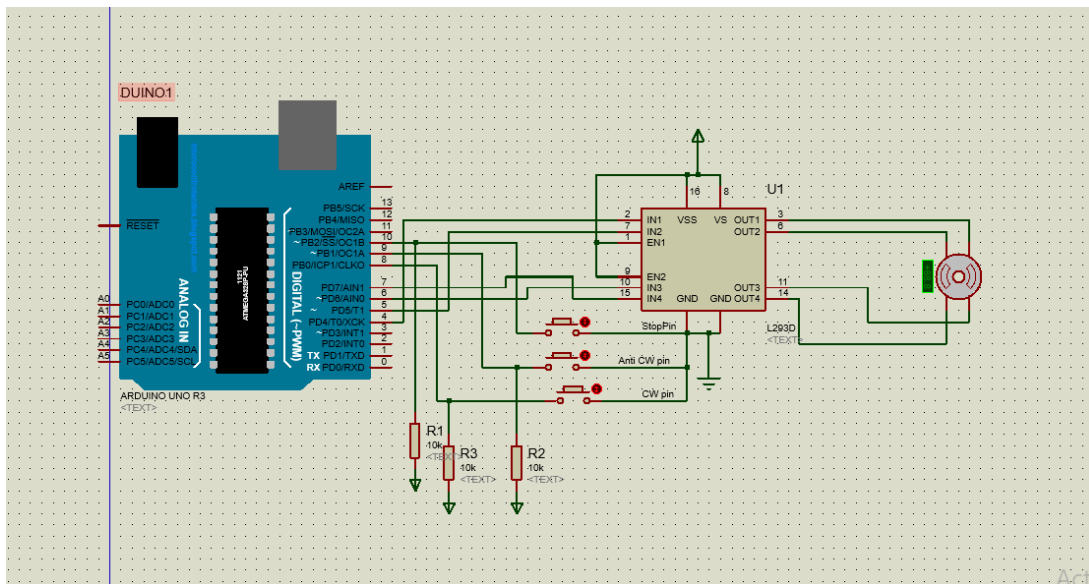 DUINO1
RESET
ANALOG IN
A0 PC0/ADC0
A1 PC1/ADC1
A2 PC2/ADC2
A3 PC3/ADC3
A4 PC4/ADC4/SDA
A5 PC5/ADC5/SCL
1121
ATMEGA328P-PU
DIGITAL (~PWM)
AREF
PB5/SCK 13
PB4/MISO 12
~PB3/MOSI/OC2A 11
~PB2/SS/OC1B 10
~PB1/OC1A 9
PB0/ICP1/CLKO 8
PD7/AIN1 7
~PD6/AIN0 6
~PD5/T1 5
PD4/T0/XCK 4
~PD3/INT1 3
PD2/INT0 2
TX PD1/TXD 1
RX PD0/RXD 0
ARDUINO UNO R3
<TEXT>
U1
16 8
VSS VS
2 IN1 OUT1 3
7 IN2 OUT2 6
1 EN1
9 EN2
10 IN3 OUT3 11
15 IN4 OUT4 14
GND GND
L293D
<TEXT>
StopPin
Anti CW pin
CW pin
R1
10k
<TEXT>
R3
10k
<TEXT>
R2
10k
<TEXT>